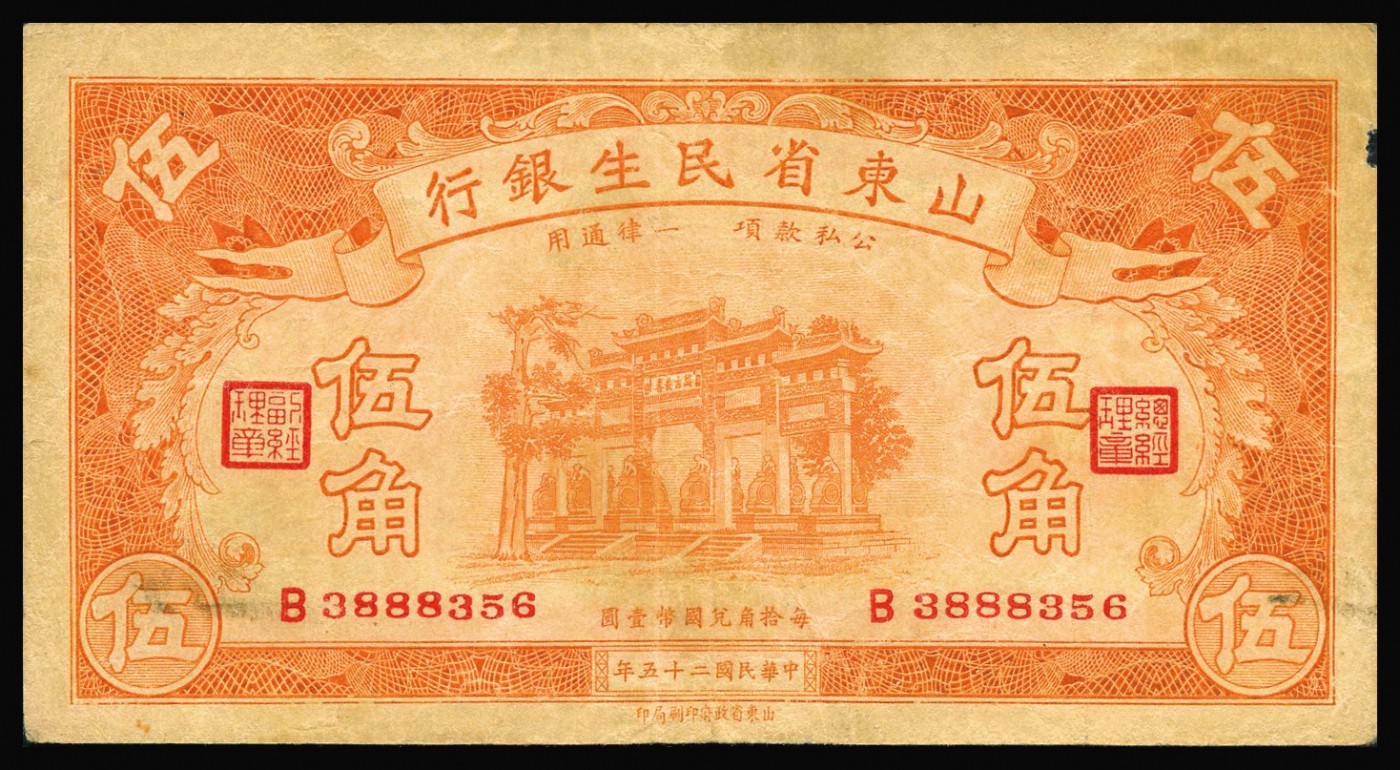 伍
伍
山東省民生銀行
公私款項 一律通用
伍角
伍角
總經理章
副經理章
B 3888356
B 3888356
每拾角兌國幣壹圓
伍
伍
中華民國二十五年
山東省政府印刷局印